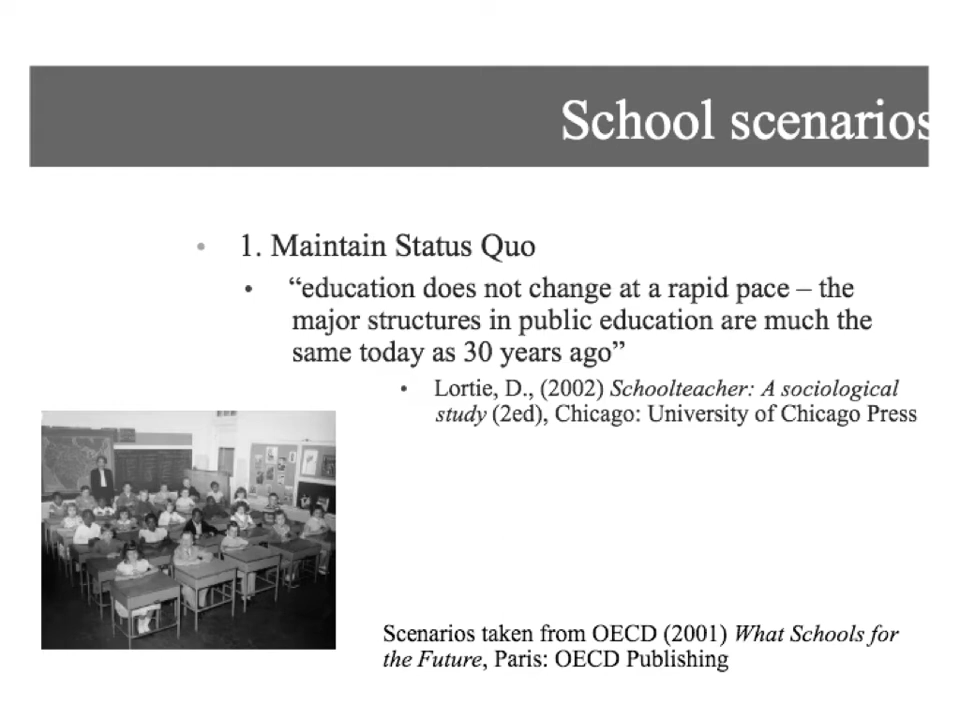 School scenarios
• 1. Maintain Status Quo
• “education does not change at a rapid pace – the
major structures in public education are much the
same today as 30 years ago”
• Lortie, D., (2002) Schoolteacher: A sociological
study (2ed), Chicago: University of Chicago Press
Scenarios taken from OECD (2001) What Schools for
the Future, Paris: OECD Publishing